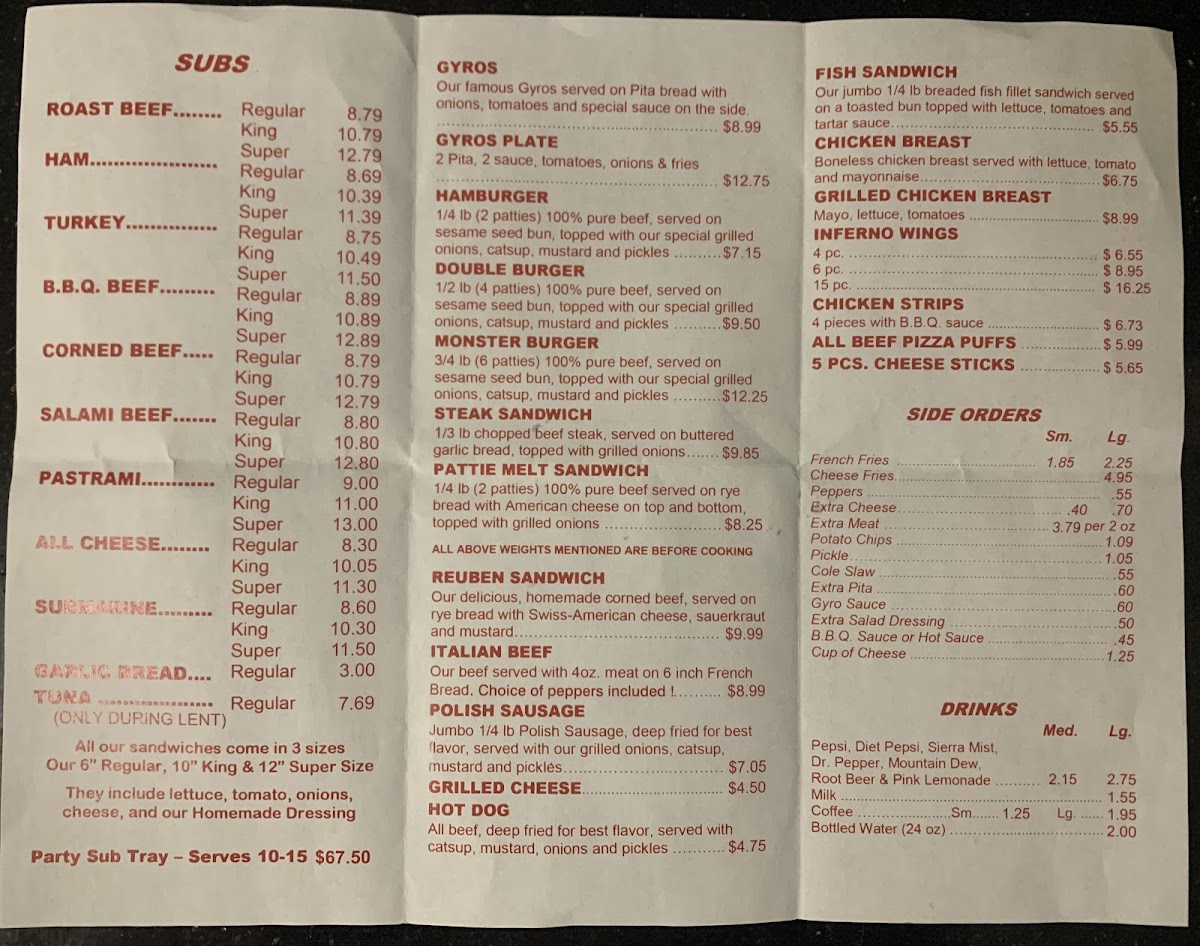 SUBS
ROAST BEEF........ Regular 8.79
King 10.79
Super 12.79
HAM...................... Regular 8.69
King 10.39
Super 11.39
TURKEY................ Regular 8.75
King 10.49
Super 11.50
B.B.Q. BEEF......... Regular 8.89
King 10.89
Super 12.89
CORNED BEEF..... Regular 8.79
King 10.79
Super 12.79
SALAMI BEEF....... Regular 8.80
King 10.80
Super 12.80
PASTRAMI............. Regular 9.00
King 11.00
Super 13.00
ALL CHEESE........ Regular 8.30
King 10.05
Super 11.30
SUBMARINE......... Regular 8.60
King 10.30
Super 11.50
GARLIC BREAD.... Regular 3.00
TUNA .................... Regular 7.69
(ONLY DURING LENT)
All our sandwiches come in 3 sizes
Our 6” Regular, 10” King & 12” Super Size
They include lettuce, tomato, onions,
cheese, and our Homemade Dressing
Party Sub Tray – Serves 10-15 $67.50
GYROS
Our famous Gyros served on Pita bread with
onions, tomatoes and special sauce on the side.
.............................................................. $8.99
GYROS PLATE
2 Pita, 2 sauce, tomatoes, onions & fries
.............................................................. $12.75
HAMBURGER
1/4 lb (2 patties) 100% pure beef, served on
sesame seed bun, topped with our special grilled
onions, catsup, mustard and pickles ..........$7.15
DOUBLE BURGER
1/2 lb (4 patties) 100% pure beef, served on
sesame seed bun, topped with our special grilled
onions, catsup, mustard and pickles ..........$9.50
MONSTER BURGER
3/4 lb (6 patties) 100% pure beef, served on
sesame seed bun, topped with our special grilled
onions, catsup, mustard and pickles ..........$12.25
STEAK SANDWICH
1/3 lb chopped beef steak, served on buttered
garlic bread, topped with grilled onions....... $9.85
PATTIE MELT SANDWICH
1/4 lb (2 patties) 100% pure beef served on rye
bread with American cheese on top and bottom,
topped with grilled onions ......................... $8.25
ALL ABOVE WEIGHTS MENTIONED ARE BEFORE COOKING
REUBEN SANDWICH
Our delicious, homemade corned beef, served on
rye bread with Swiss-American cheese, sauerkraut
and mustard............................................ $9.99
ITALIAN BEEF
Our beef served with 4oz. meat on 6 inch French
Bread. Choice of peppers included !.......... $8.99
POLISH SAUSAGE
Jumbo 1/4 lb Polish Sausage, deep fried for best
flavor, served with our grilled onions, catsup,
mustard and pickles.................................. $7.05
GRILLED CHEESE.............................. $4.50
HOT DOG
All beef, deep fried for best flavor, served with
catsup, mustard, onions and pickles ........... $4.75
FISH SANDWICH
Our jumbo 1/4 lb breaded fish fillet sandwich served
on a toasted bun topped with lettuce, tomatoes and
tartar sauce............................................. $5.55
CHICKEN BREAST
Boneless chicken breast served with lettuce, tomato
and mayonnaise........................................$6.75
GRILLED CHICKEN BREAST
Mayo, lettuce, tomatoes ............................$8.99
INFERNO WINGS
4 pc. ....................................................... $ 6.55
6 pc. ....................................................... $ 8.95
15 pc. ..................................................... $ 16.25
CHICKEN STRIPS
4 pieces with B.B.Q. sauce ........................ $ 6.73
ALL BEEF PIZZA PUFFS ................. $ 5.99
5 PCS. CHEESE STICKS ................. $ 5.65
SIDE ORDERS
Sm. Lg.
French Fries ................................ 1.85 2.25
Cheese Fries................................................. 4.95
Peppers ....................................................... .55
Extra Cheese......................................... .40 .70
Extra Meat ........................................ 3.79 per 2 oz
Potato Chips ................................................ 1.09
Pickle........................................................... 1.05
Cole Slaw ..................................................... .55
Extra Pita ..................................................... .60
Gyro Sauce ................................................... .60
Extra Salad Dressing ...................................... .50
B.B.Q. Sauce or Hot Sauce .............................. .45
Cup of Cheese .............................................. 1.25
DRINKS
Med. Lg.
Pepsi, Diet Pepsi, Sierra Mist,
Dr. Pepper, Mountain Dew,
Root Beer & Pink Lemonade .......... 2.15 2.75
Milk ............................................................. 1.55
Coffee .....................Sm....... 1.25 Lg. ...... 1.95
Bottled Water (24 oz) ................................... 2.00